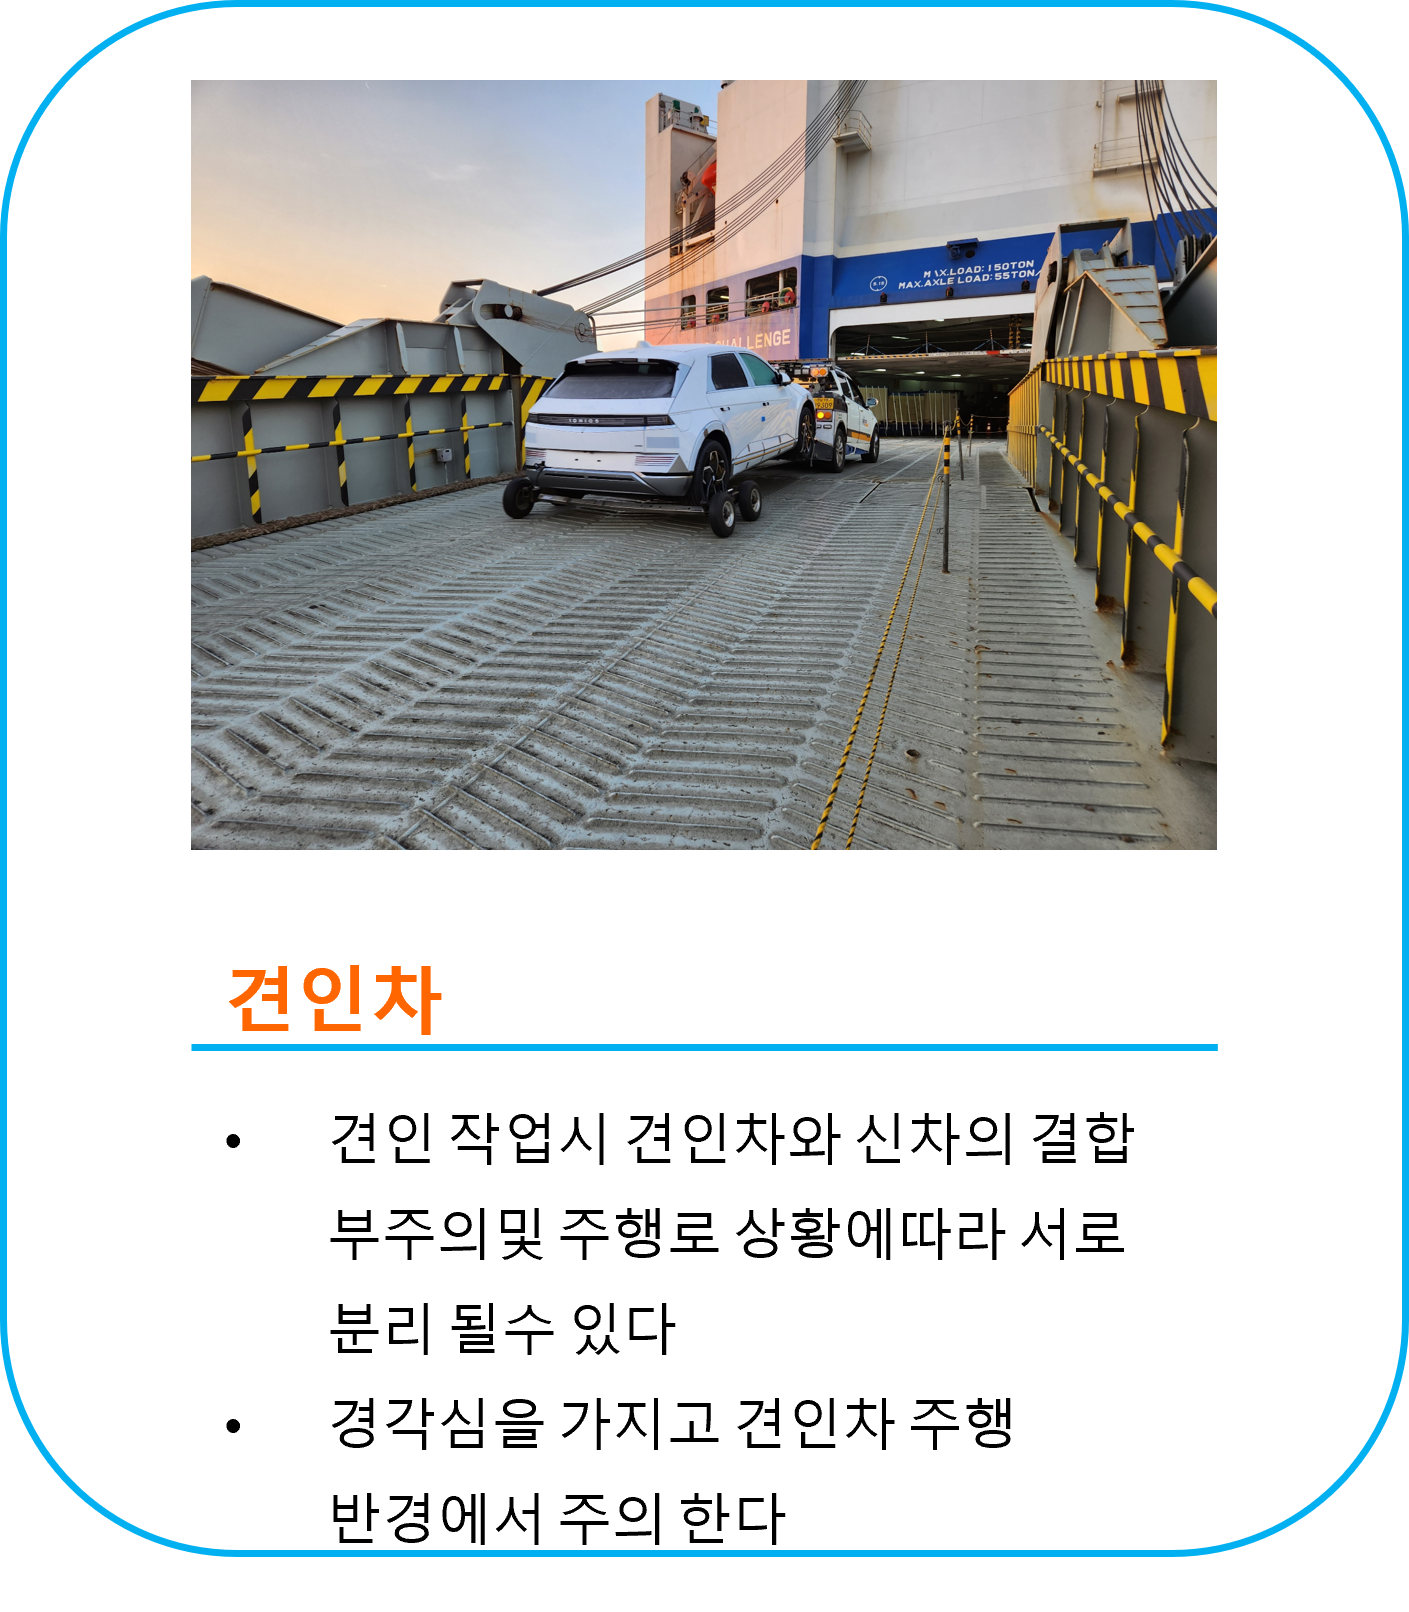 MAX.LOAD:150TON
MAX.AXLE LOAD:55TON
CHALLENGE
IONIQ5
견인차
• 견인 작업시 견인차와 신차의 결합
부주의및 주행로 상황에따라 서로
분리 될수 있다
• 경각심을 가지고 견인차 주행
반경에서 주의 한다